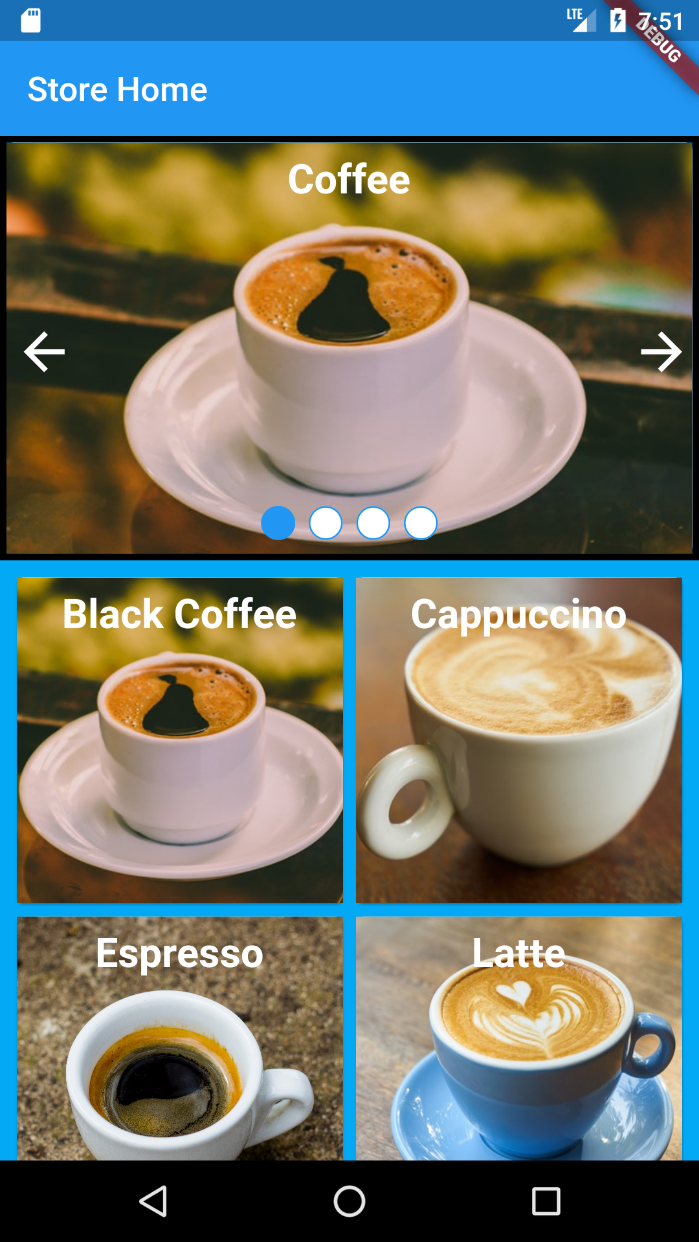 LTE
7:51
DEBUG
Store Home
Coffee
Black Coffee
Cappuccino
Espresso
Latte